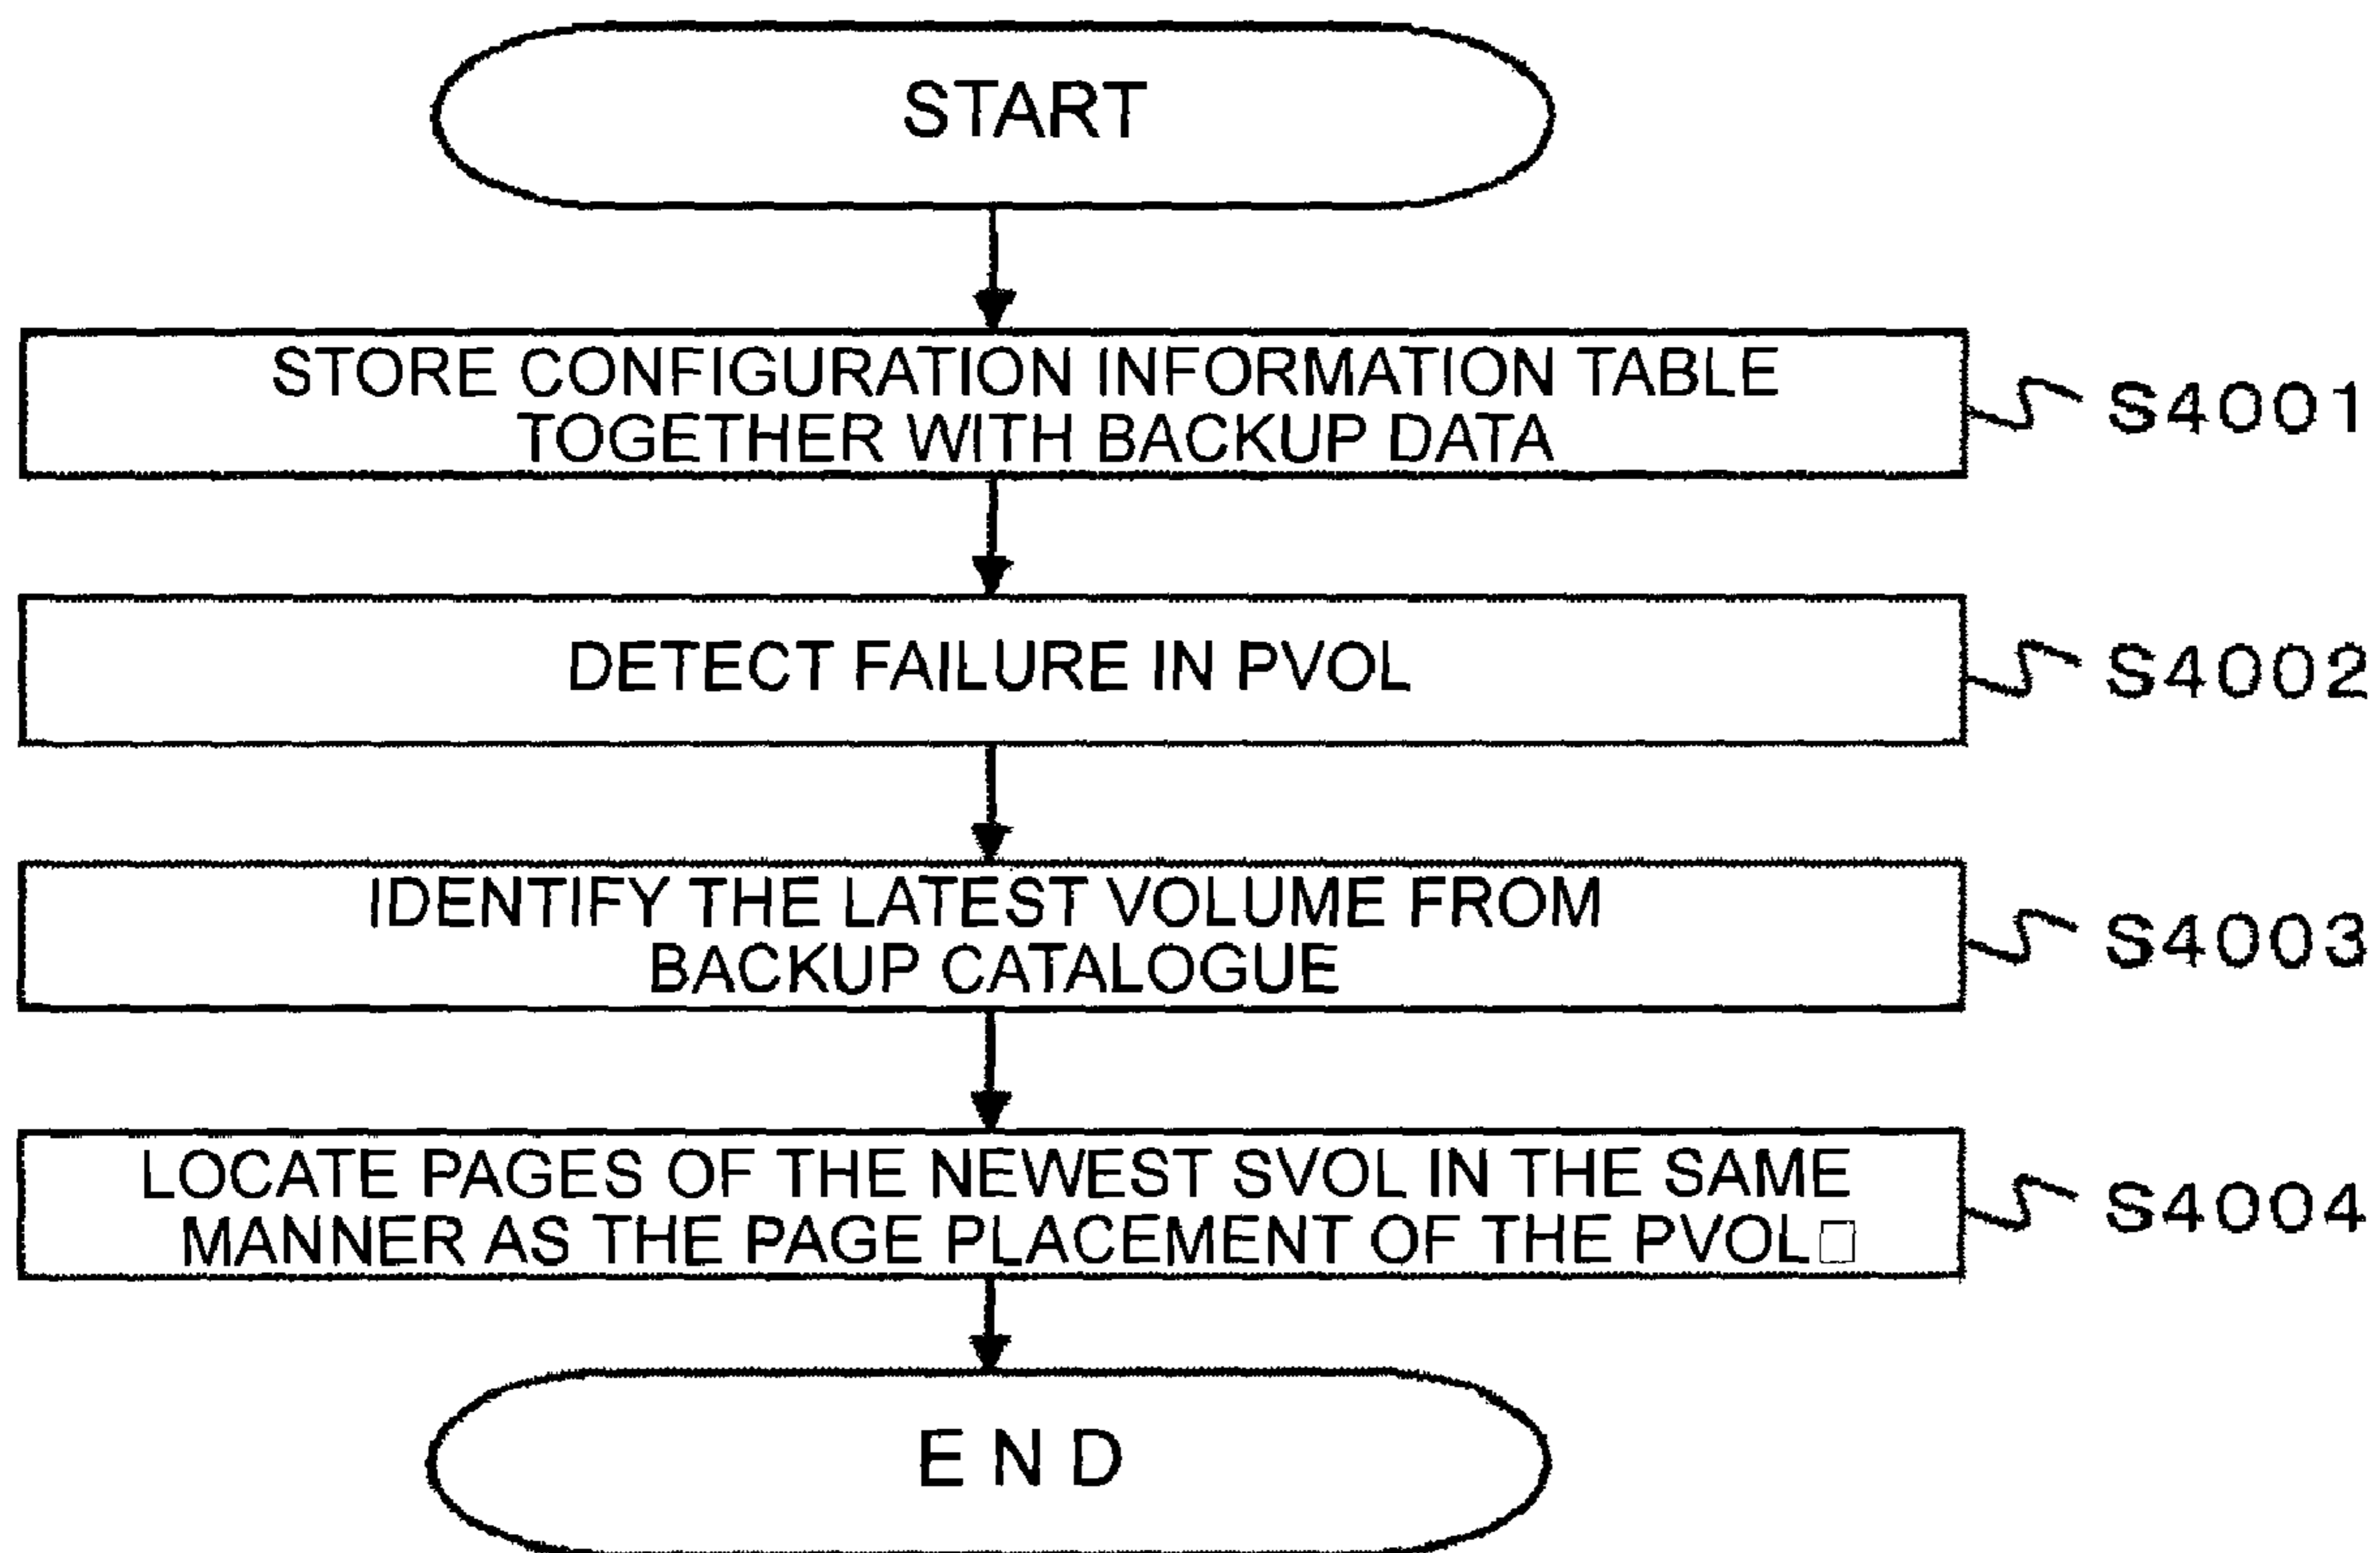 START
STORE CONFIGURATION INFORMATION TABLE
TOGETHER WITH BACKUP DATA
S4001
DETECT FAILURE IN PVOL
S4002
IDENTIFY THE LATEST VOLUME FROM
BACKUP CATALOGUE
S4003
LOCATE PAGES OF THE NEWEST SVOL IN THE SAME
MANNER AS THE PAGE PLACEMENT OF THE PVOL□
S4004
END